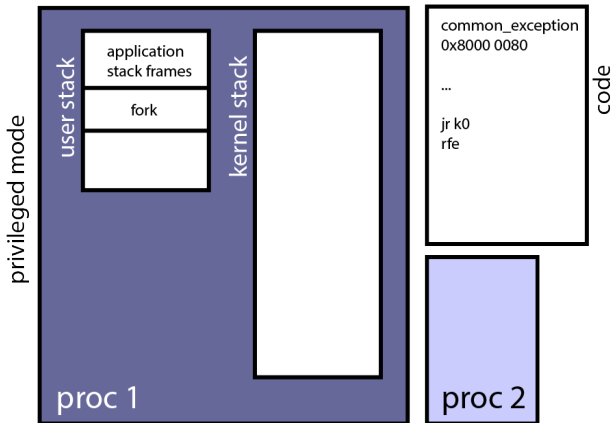 privileged mode
user stack
application
stack frames
fork
kernel stack
proc 1
common_exception
0x8000 0080
...
jr k0
rfe
code
proc 2